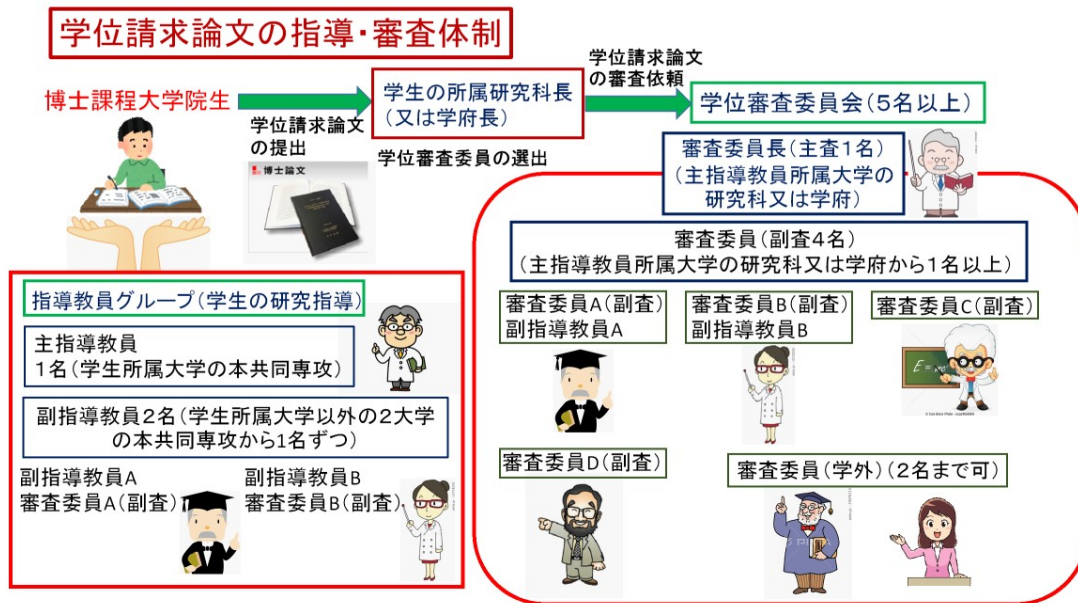 学位請求論文の指導・審査体制
博士課程大学院生
学位請求論文
の提出
博士論文
学生の所属研究科長
(又は学府長)
学位審査委員の選出
学位請求論文
の審査依頼
学位審査委員会(5名以上)
審査委員長(主査1名)
(主指導教員所属大学の
研究科又は学府)
審査委員(副査4名)
(主指導教員所属大学の研究科又は学府から1名以上)
審査委員A(副査)
副指導教員A
審査委員B(副査)
副指導教員B
審査委員C(副査)
審査委員D(副査)
審査委員(学外)(2名まで可)
指導教員グループ(学生の研究指導)
主指導教員
1名(学生所属大学の本共同専攻)
副指導教員2名(学生所属大学以外の2大学
の本共同専攻から1名ずつ)
副指導教員A
審査委員A(副査)
副指導教員B
審査委員B(副査)